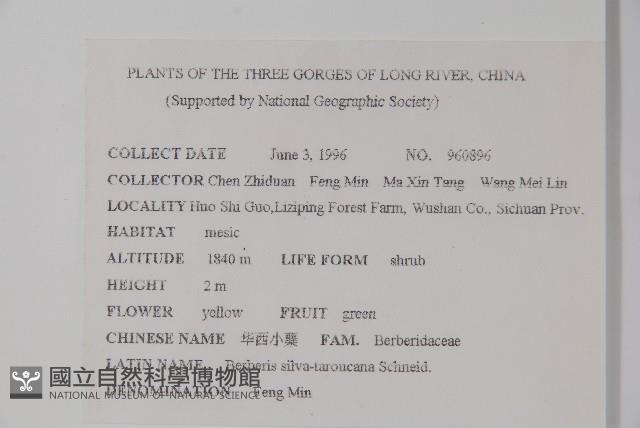 PLANTS OF THE THREE GORGES OF LONG RIVER, CHINA
(Supported by National Geographic Society)
COLLECT DATE June 3, 1996 NO. 960896
COLLECTOR Chen Zhiduan Feng Min Ma Xin Tang Wang Mei Lin
LOCALITY Huo Shi Guo,Liziping Forest Farm, Wushan Co., Sichuan Prov.
HABITAT mesic
ALTITUDE 1840 m LIFE FORM shrub
HEIGHT 2 m
FLOWER yellow FRUIT green
CHINESE NAME 华西小蘗 FAM. Berberidaceae
LATIN NAME Berberis silva-taroucana Schneid.
DENOMINATION Feng Min
國立自然科學博物館
NATIONAL MUSEUM OF NATURAL SCIENCE